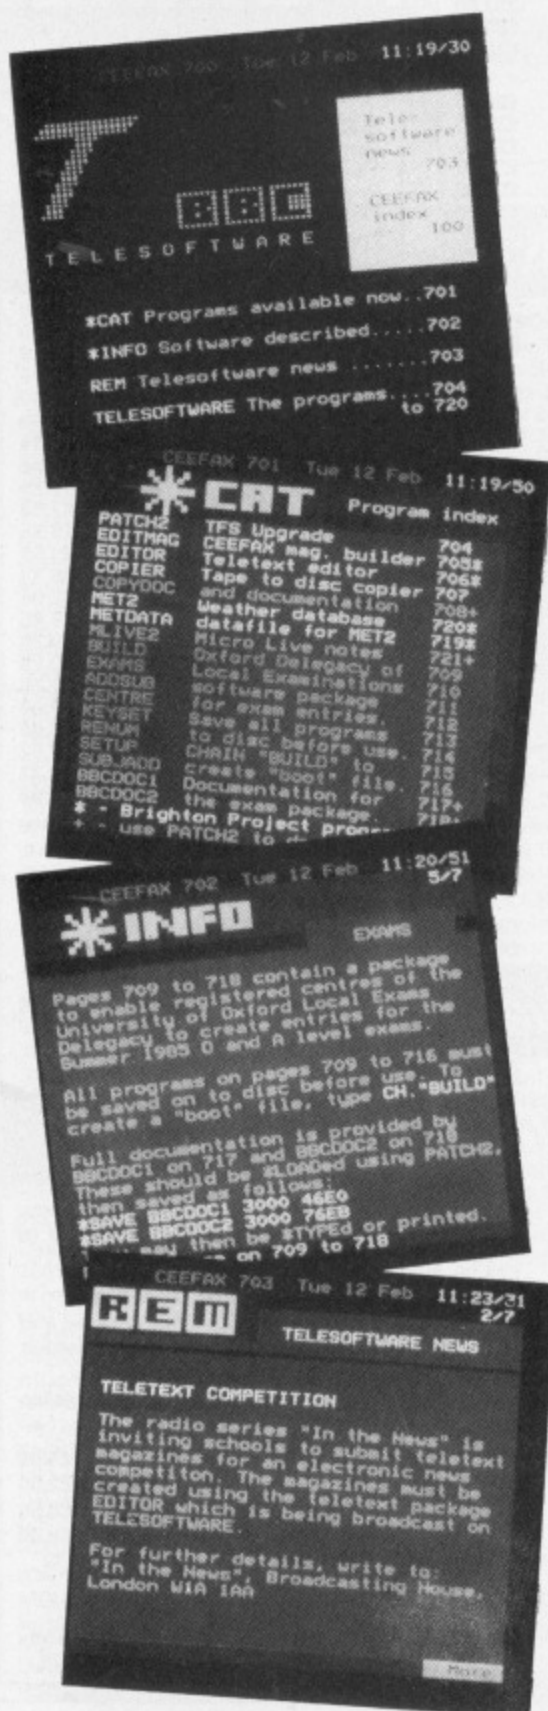 CEEFAX 700 Tue 12 Feb 11:19/30
T
BBC
TELESOFTWARE
Tele-
software
news
703
CEEFAX
index
100
*CAT Programs available now..701
*INFO Software described.....702
REM Telesoftware news .......703
TELESOFTWARE The programs....704
to 720
CEEFAX 701 Tue 12 Feb 11:19/50
*CAT Program index
PATCH2 TFS Upgrade 704
EDITMAG CEEFAX mag. builder 705*
EDITOR Teletext editor 706*
COPIER Tape to disc copier 707
COPYDOC and documentation 708+
MET2 Weather database 720*
METDATA datafile for MET2 719*
MLIVE2 Micro Live notes 721+
BUILD Oxford Delegacy of 709
EXAMS Local Examinations 710
ADDSUB software package 711
CENTRE for exam entries. 712
KEYSET Save all programs 713
RENUM to disc before use. 714
SETUP CHAIN "BUILD" to 715
SUBJADD create "boot" file. 716
BBCDOC1 Documentation for 717+
BBCDOC2 the exam package. 718+
* - Brighton Project
+ - use PATCH2 to
CEEFAX 702 Tue 12 Feb 11:20/51
5/7
*INFO
EXAMS
Pages 709 to 718 contain a package
to enable registered centres of the
University of Oxford Local Exams
Delegacy to create entries for the
Summer 1985 O and A level exams.
All programs on pages 709 to 716 must
be saved on to disc before use. To
create a "boot" file, type CH."BUILD"
Full documentation is provided by
BBCDOC1 on 717 and BBCDOC2 on 718
These should be *LOADed using PATCH2,
then saved as follows:
*SAVE BBCDOC1 3000 46E0
*SAVE BBCDOC2 3000 76EB
may then be *TYPEd or printed.
on 709 to 718
CEEFAX 703 Tue 12 Feb 11:23/31
2/7
REM
TELESOFTWARE NEWS
TELETEXT COMPETITION
The radio series "In the News" is
inviting schools to submit teletext
magazines for an electronic news
competiton. The magazines must be
created using the teletext package
EDITOR which is being broadcast on
TELESOFTWARE.
For further details, write to:
"In the News", Broadcasting House,
London W1A 1AA
More